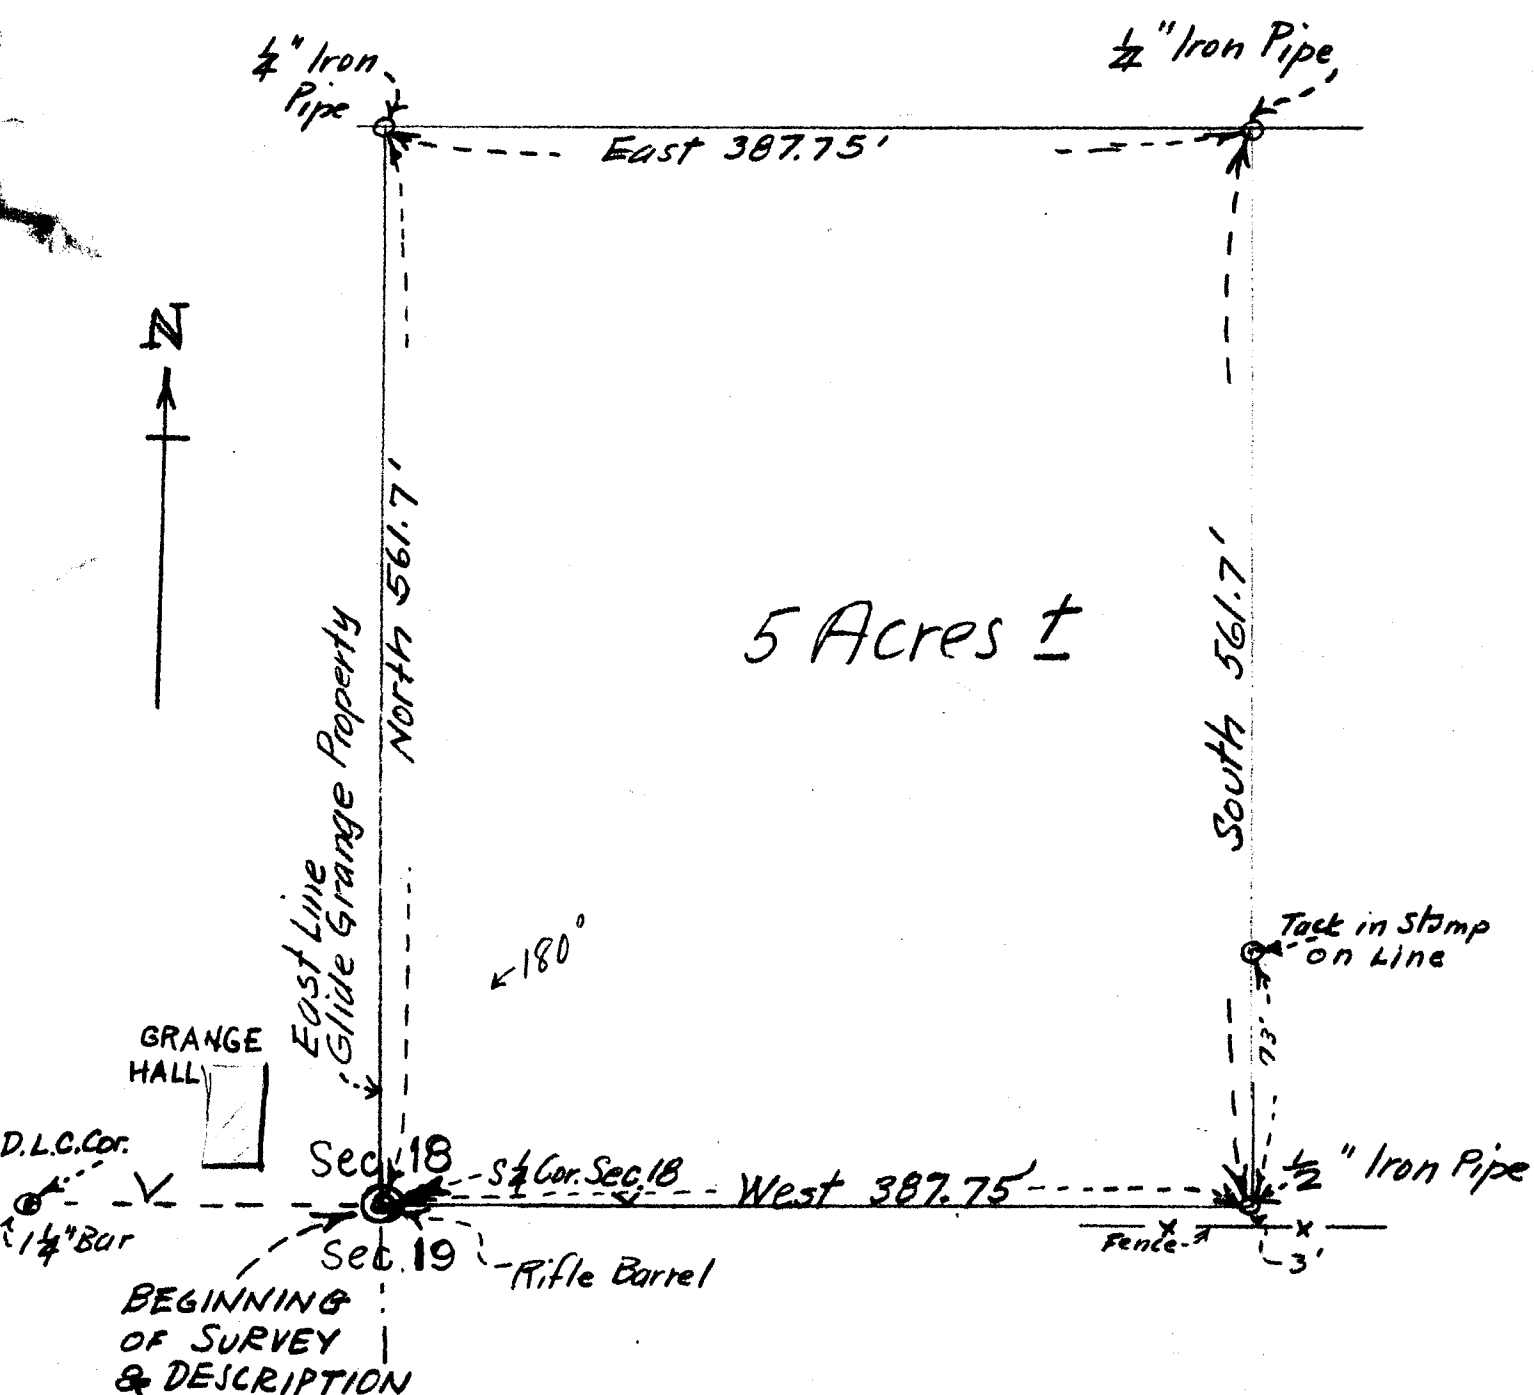 1/4" Iron
Pipe
1/4" Iron Pipe
East 387.75'
N
North 561.7'
East Line
Glide Grange Property
5 Acres ±
South 561.7'
180°
Tack in Stump
on Line
73'
GRANGE
HALL
D.L.C. Cor.
1 1/4" Bar
Sec. 18
S 1/4 Cor. Sec. 18
West 387.75'
1/2" Iron Pipe
Sec. 19
Rifle Barrel
Fence
x x
3'
BEGINNING
OF SURVEY
& DESCRIPTION